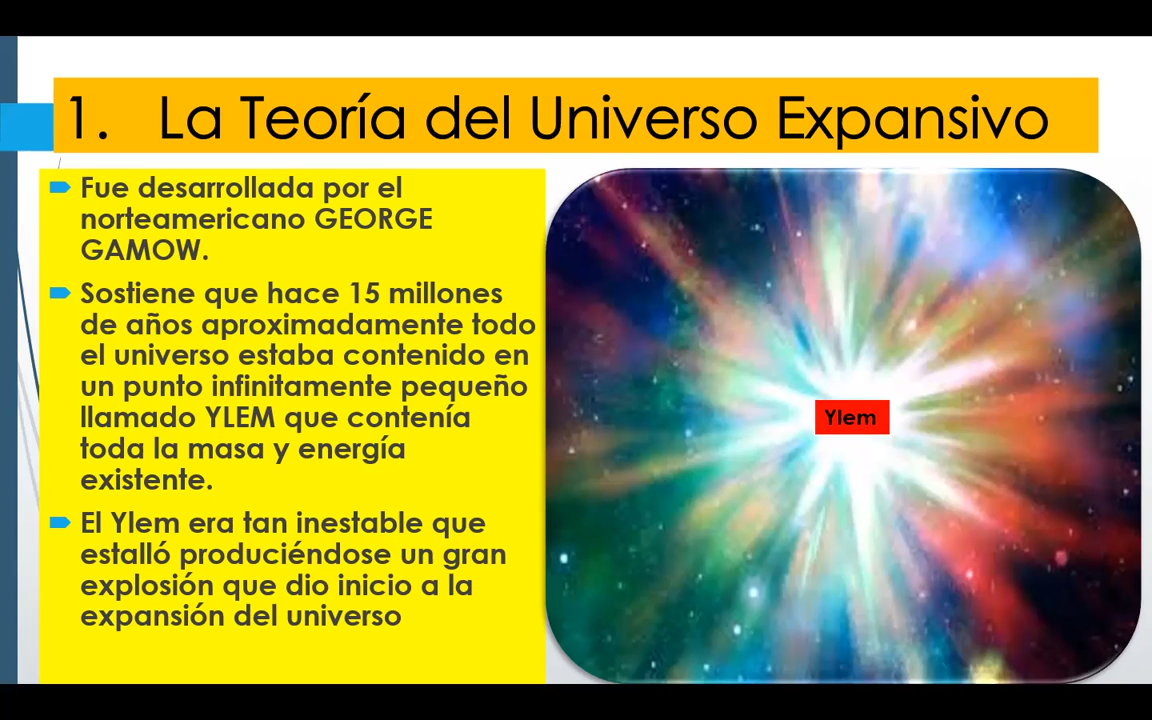 1. La Teoría del Universo Expansivo
Fue desarrollada por el
norteamericano GEORGE
GAMOW.
Sostiene que hace 15 millones
de años aproximadamente todo
el universo estaba contenido en
un punto infinitamente pequeño
llamado YLEM que contenía
toda la masa y energía
existente.
El Ylem era tan inestable que
estalló produciéndose un gran
explosión que dio inicio a la
expansión del universo
Ylem